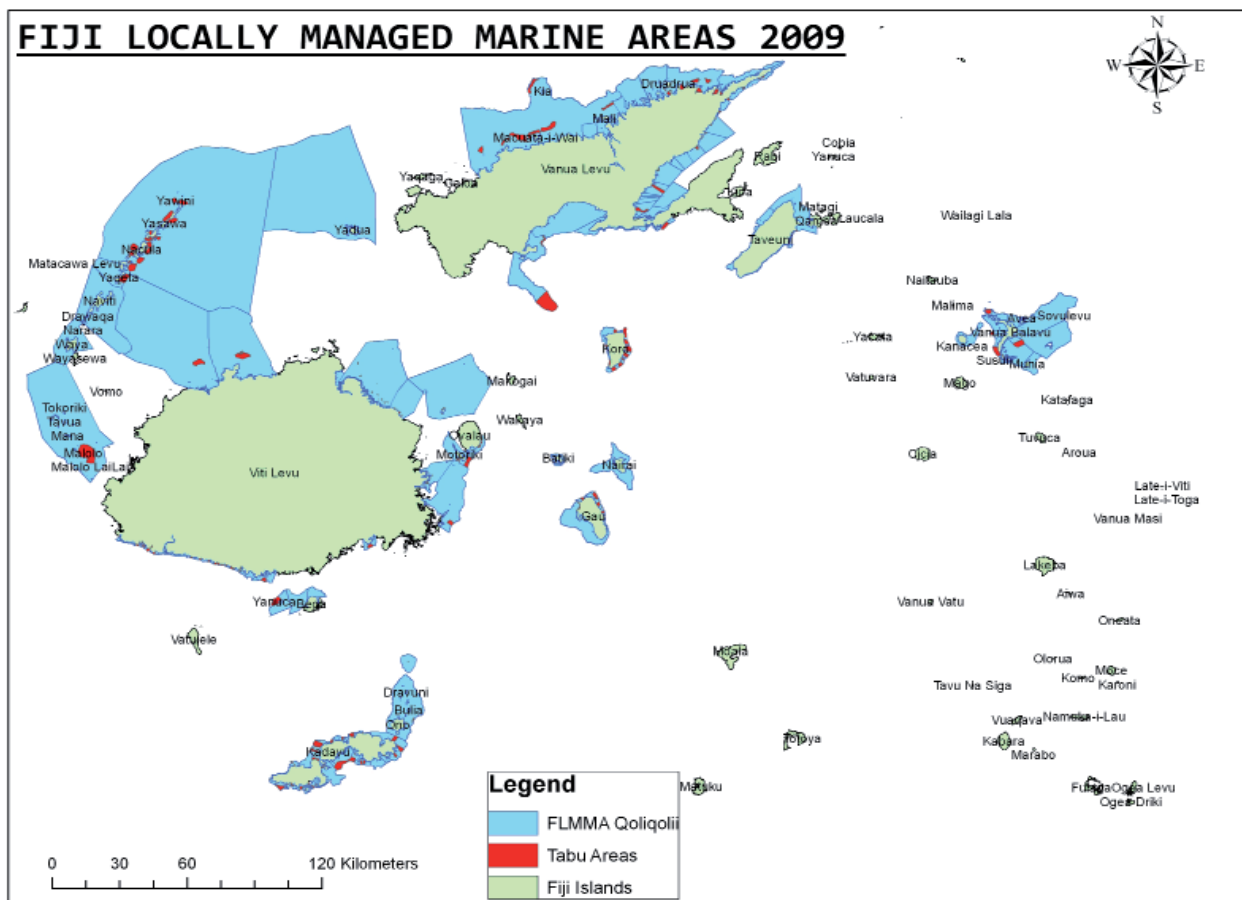 FIJI LOCALLY MANAGED MARINE AREAS 2009
N
W E
S
Kia
Druadrua
Mali
Macuata-i-Wai
Vanua Levu
Yaqaga
Galoa
Rabi
Kioa
Cobia
Yanuca
Matagi
Qamea
Laucala
Taveuni
Wailagi Lala
Yawini
Yasawa
Nacula
Matacawa Levu
Yaqeta
Naviti
Drawaqa
Narara
Waya
Wayasewa
Yadua
Vomo
Tokoriki
Tavua
Mana
Malolo
Malolo LaiLai
Viti Levu
Makogai
Wakaya
Ovalau
Moturiki
Batiki
Nairai
Gau
Koro
Naitauba
Malima
Avea
Sovulevu
Vanua Balavu
Kanacea
Susui
Munia
Yacata
Vatuvara
Mago
Katafaga
Tuvuca
Aroua
Cicia
Late-i-Viti
Late-i-Toga
Vanua Masi
Lakeba
Aiwa
Vanua Vatu
Oneata
Olorua
Moce
Komo
Karoni
Tavu Na Siga
Vuaqava
Namuka-i-Lau
Kabara
Marabo
Ogea Levu
Ogea Driki
Yanucan
Beqa
Vatulele
Dravuni
Bulia
Ono
Kadavu
Moala
Totoya
Matuku
Legend
FLMMA Qoliqolii
Tabu Areas
Fiji Islands
0 30 60 120 Kilometers